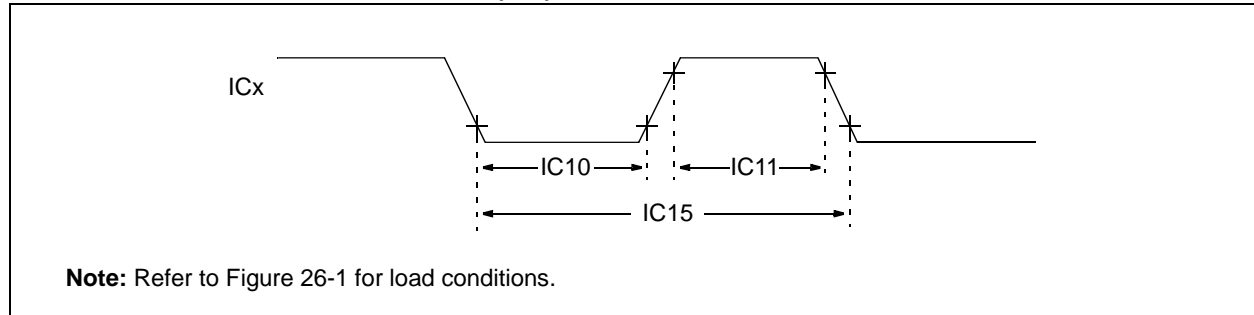 ICx
IC10
IC11
IC15
Note: Refer to Figure 26-1 for load conditions.